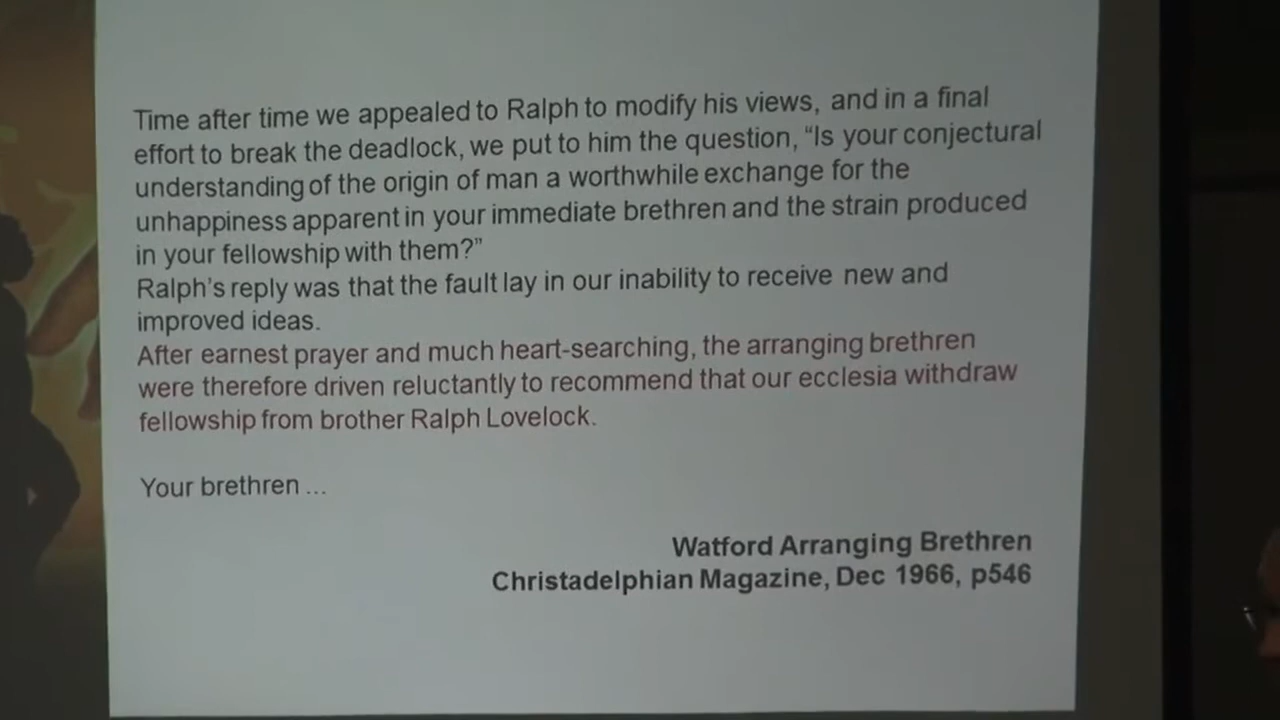 Time after time we appealed to Ralph to modify his views, and in a final
effort to break the deadlock, we put to him the question, “Is your conjectural
understanding of the origin of man a worthwhile exchange for the
unhappiness apparent in your immediate brethren and the strain produced
in your fellowship with them?”
Ralph’s reply was that the fault lay in our inability to receive new and
improved ideas.
After earnest prayer and much heart-searching, the arranging brethren
were therefore driven reluctantly to recommend that our ecclesia withdraw
fellowship from brother Ralph Lovelock.
Your brethren ...
Watford Arranging Brethren
Christadelphian Magazine, Dec 1966, p546